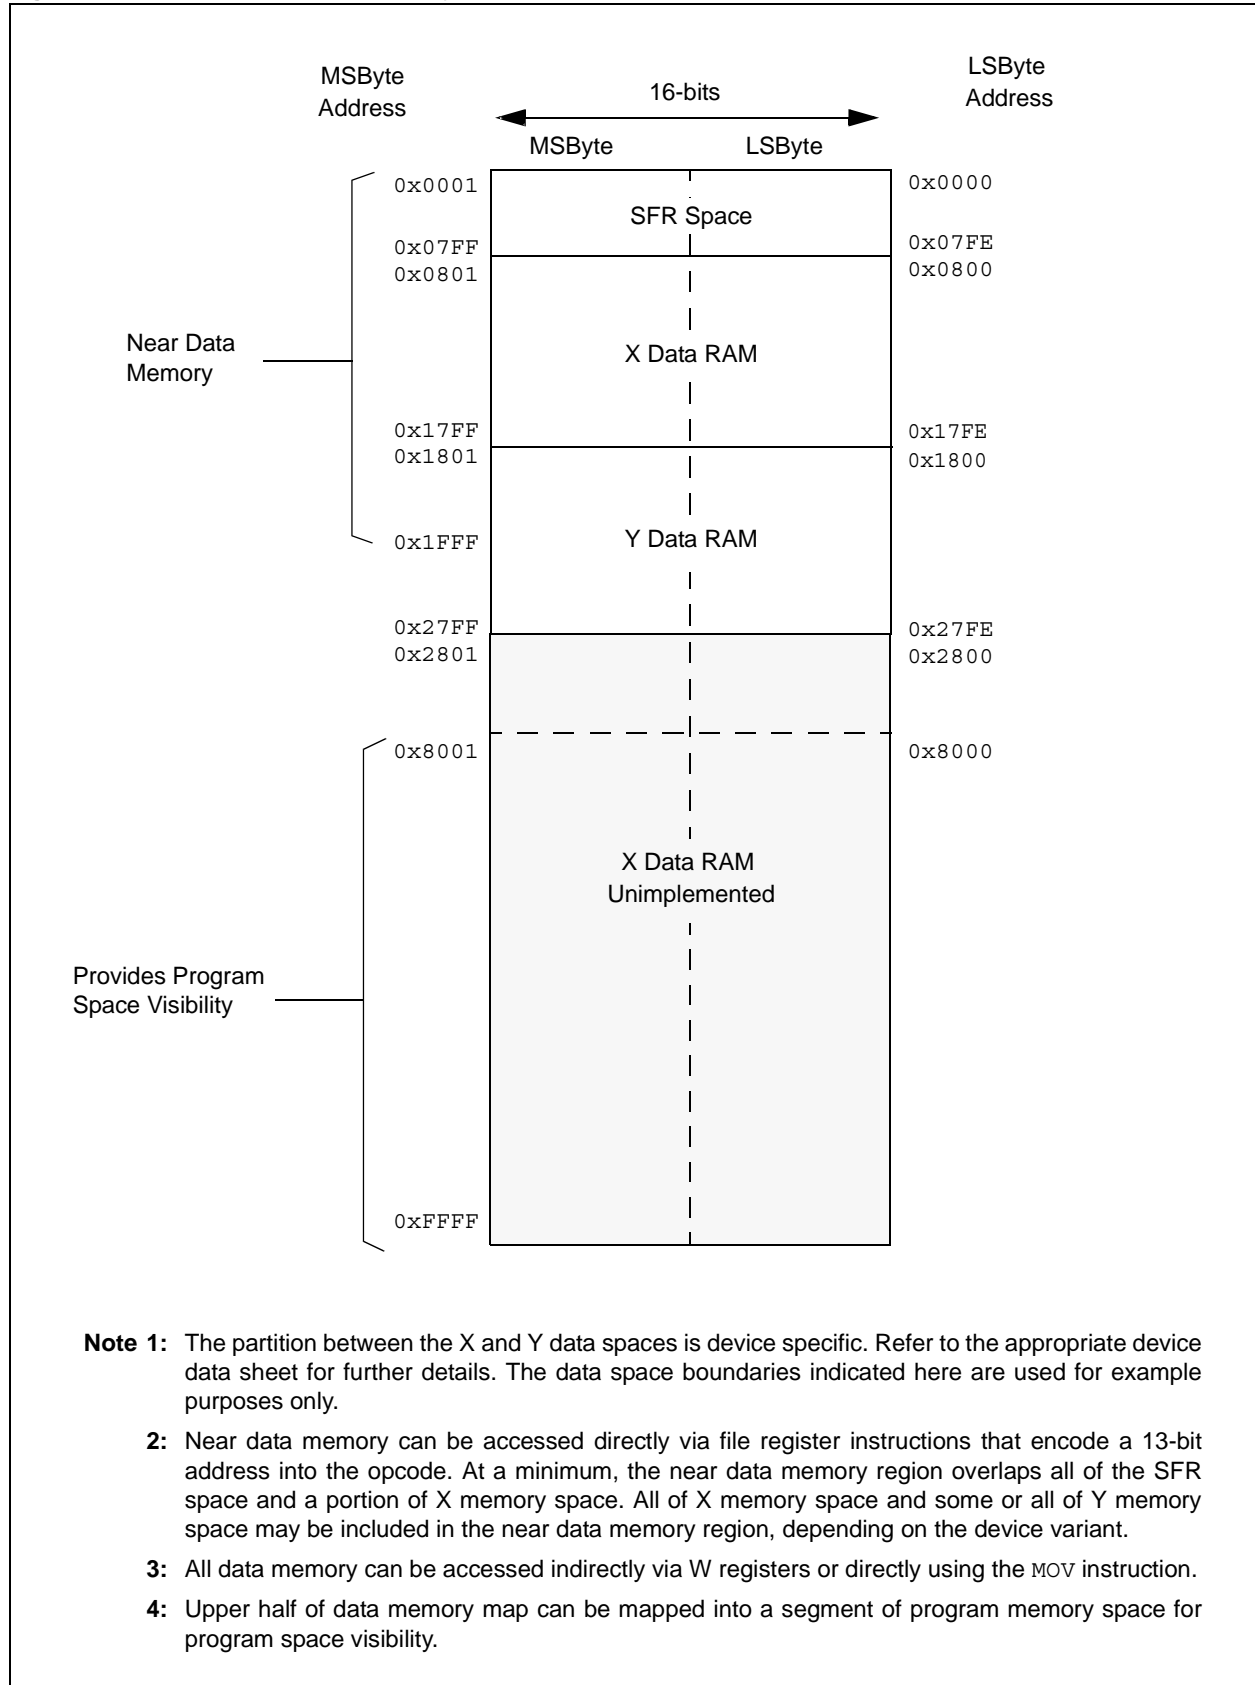 MSByte
Address
16-bits
LSByte
Address
MSByte LSByte
0x0001 0x0000
SFR Space
0x07FF 0x07FE
0x0801 0x0800
Near Data
Memory
X Data RAM
0x17FF 0x17FE
0x1801 0x1800
0x1FFF Y Data RAM
0x27FF 0x27FE
0x2801 0x2800
0x8001 0x8000
X Data RAM
Unimplemented
Provides Program
Space Visibility
0xFFFF
Note 1: The partition between the X and Y data spaces is device specific. Refer to the appropriate device
data sheet for further details. The data space boundaries indicated here are used for example
purposes only.
2: Near data memory can be accessed directly via file register instructions that encode a 13-bit
address into the opcode. At a minimum, the near data memory region overlaps all of the SFR
space and a portion of X memory space. All of X memory space and some or all of Y memory
space may be included in the near data memory region, depending on the device variant.
3: All data memory can be accessed indirectly via W registers or directly using the MOV instruction.
4: Upper half of data memory map can be mapped into a segment of program memory space for
program space visibility.